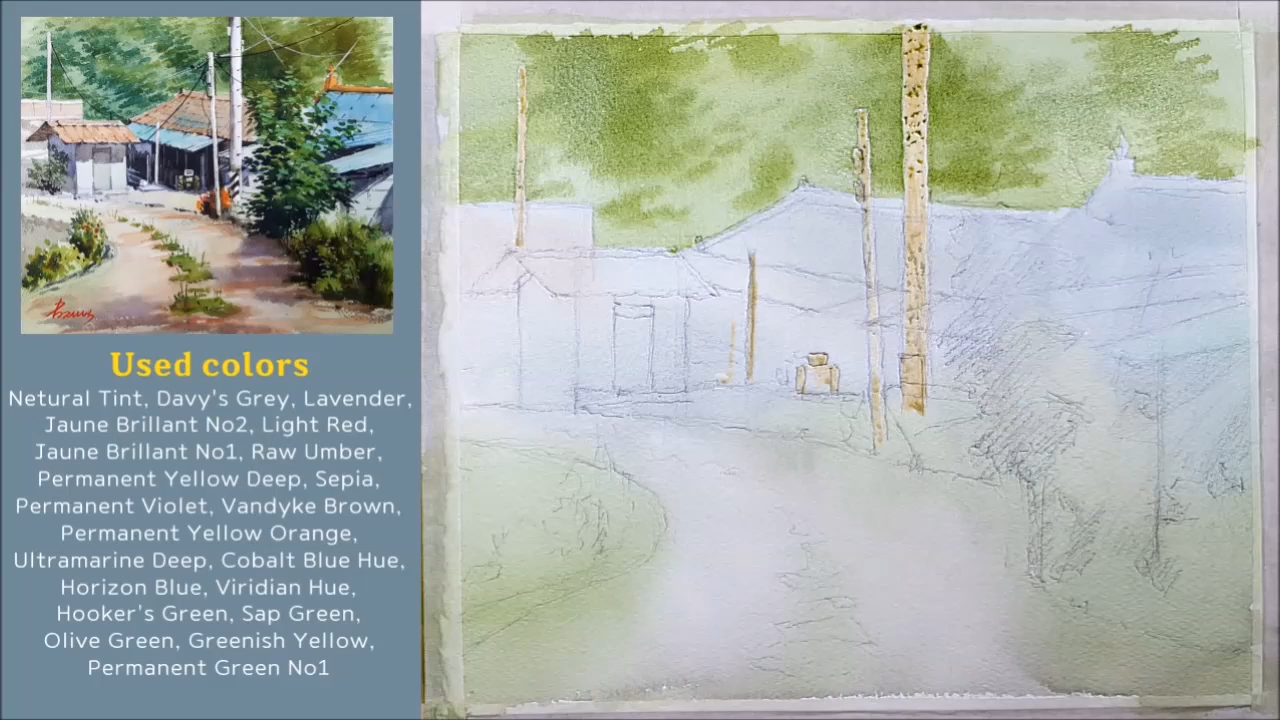 Used colors
Netural Tint, Davy's Grey, Lavender,
Jaune Brillant No2, Light Red,
Jaune Brillant No1, Raw Umber,
Permanent Yellow Deep, Sepia,
Permanent Violet, Vandyke Brown,
Permanent Yellow Orange,
Ultramarine Deep, Cobalt Blue Hue,
Horizon Blue, Viridian Hue,
Hooker's Green, Sap Green,
Olive Green, Greenish Yellow,
Permanent Green No1